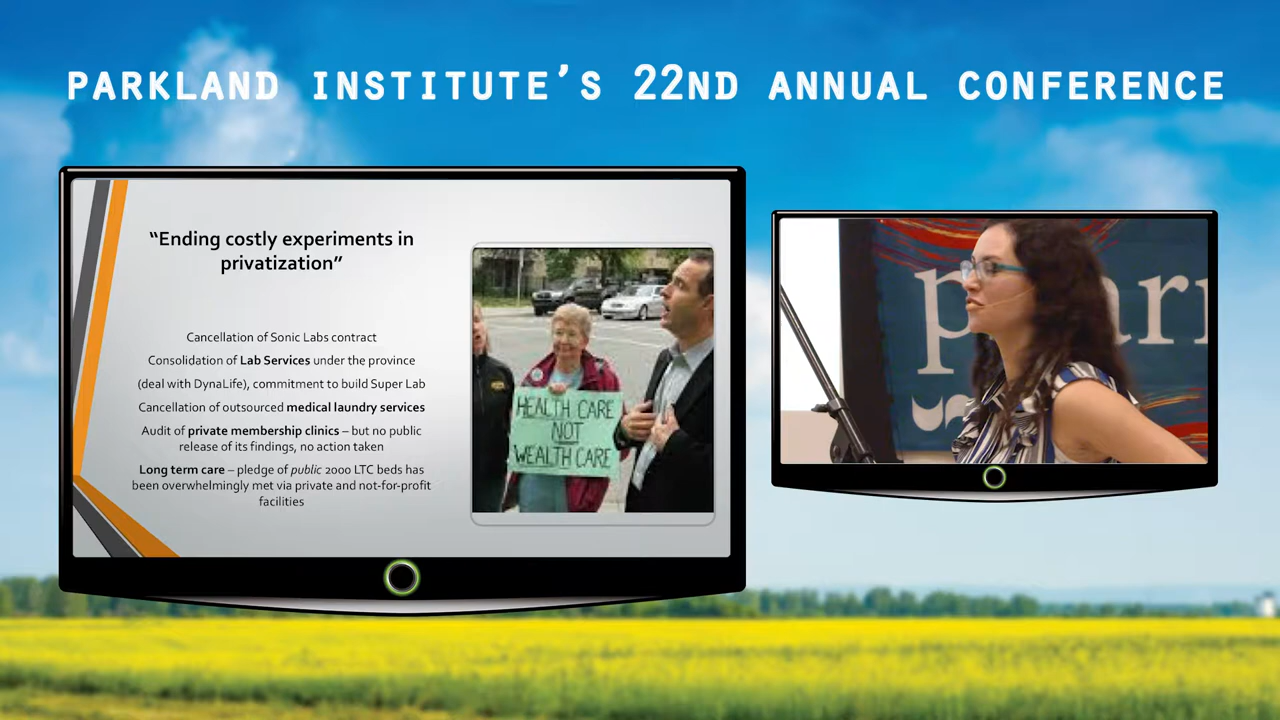 PARKLAND INSTITUTE'S 22ND ANNUAL CONFERENCE
“Ending costly experiments in
privatization”
Cancellation of Sonic Labs contract
Consolidation of Lab Services under the province
(deal with DynaLife), commitment to build Super Lab
Cancellation of outsourced medical laundry services
Audit of private membership clinics – but no public
release of its findings, no action taken
Long term care – pledge of public 2000 LTC beds has
been overwhelmingly met via private and not-for-profit
facilities
HEALTH CARE
NOT
WEALTH CARE